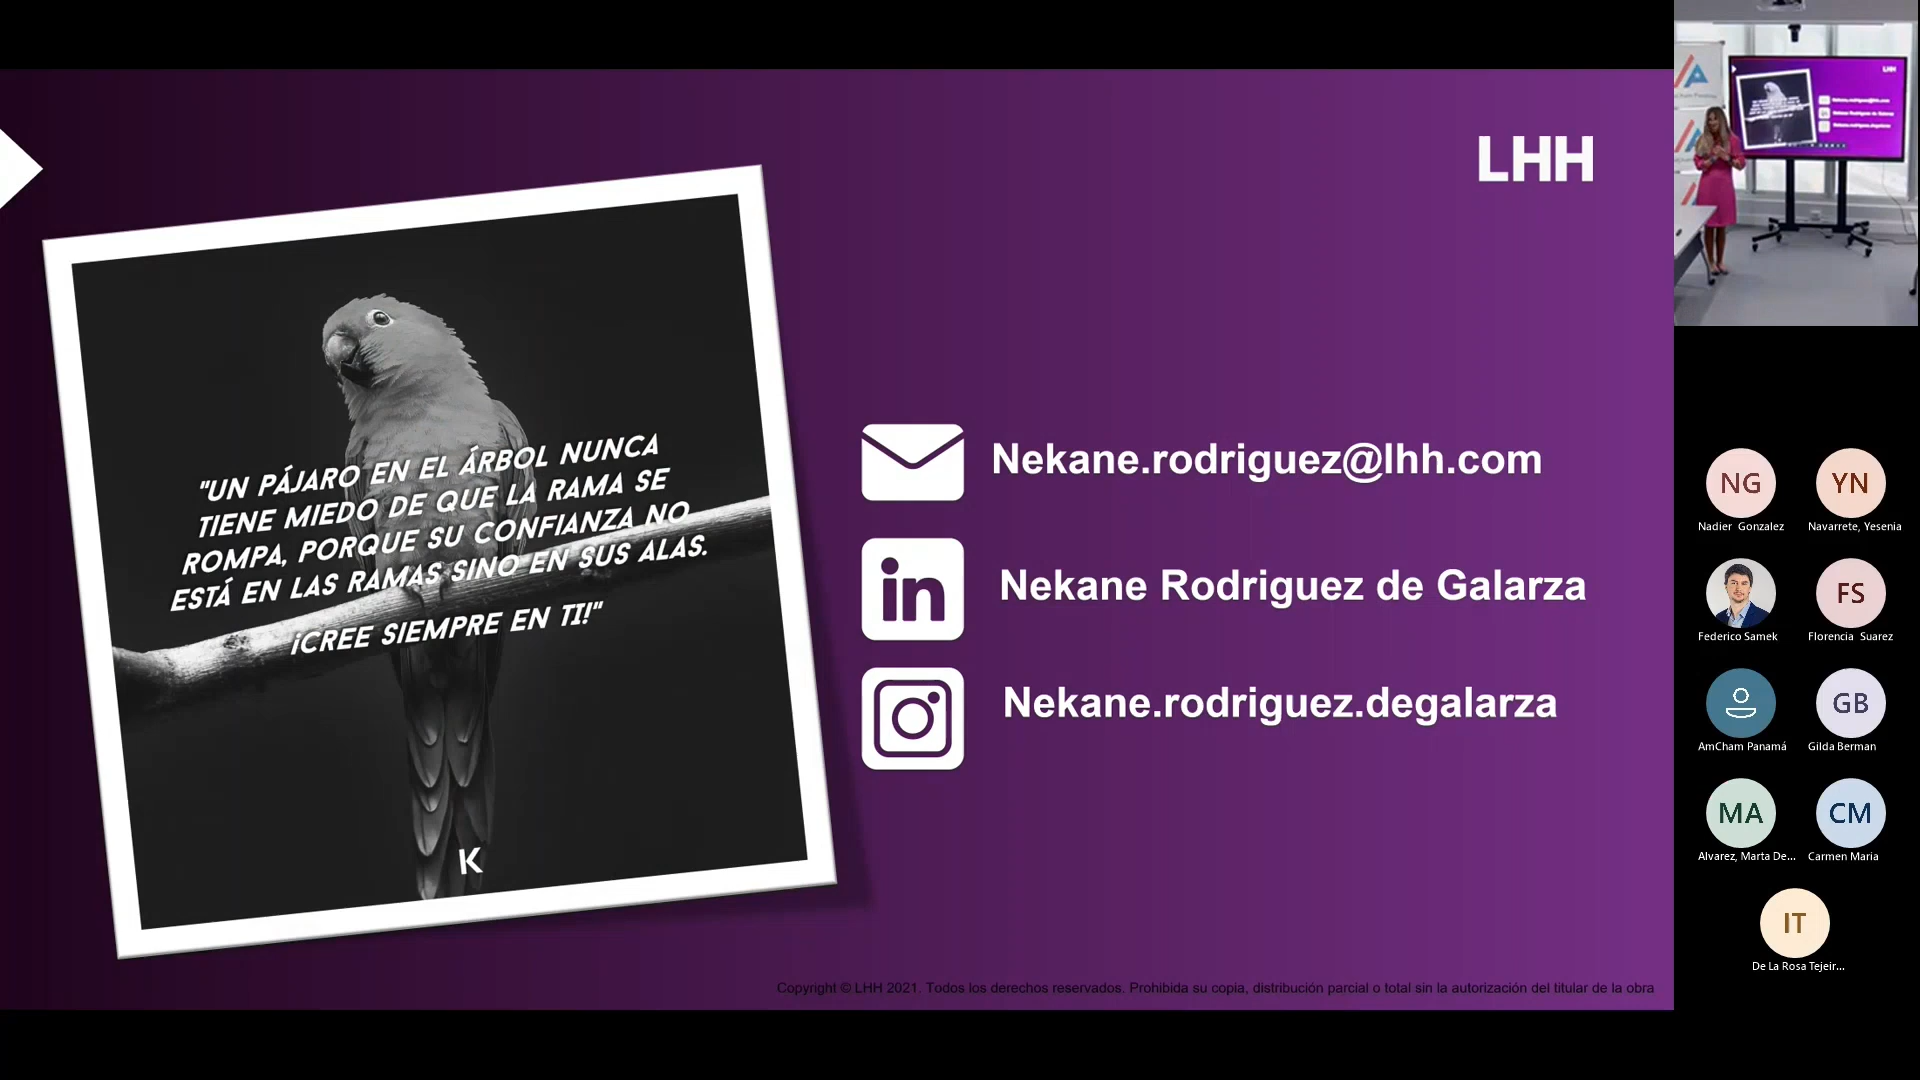 LHH
"UN PÁJARO EN EL ÁRBOL NUNCA
TIENE MIEDO DE QUE LA RAMA SE
ROMPA, PORQUE SU CONFIANZA NO
ESTÁ EN LAS RAMAS SINO EN SUS ALAS.
¡CREE SIEMPRE EN TI!"
K
Nekane.rodriguez@lhh.com
in
Nekane Rodriguez de Galarza
Nekane.rodriguez.degalarza
Copyright © LHH 2021. Todos los derechos reservados. Prohibida su copia, distribución parcial o total sin la autorización del titular de la obra
LHH
NG
Nadier Gonzalez
YN
Navarrete, Yesenia
Federico Samek
FS
Florencia Suarez
AmCham Panamá
GB
Gilda Berman
MA
Alvarez, Marta De...
CM
Carmen Maria
IT
De La Rosa Tejeir...